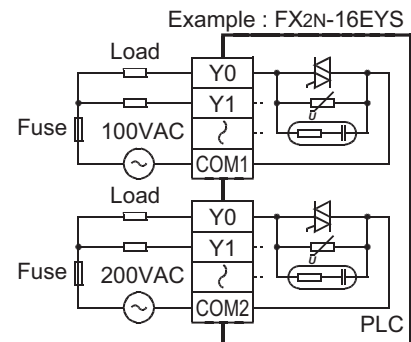 Example : FX2N-16EYS
Load
Y0
Y1
Fuse
100VAC
U
COM1
Load
Y0
Y1
Fuse
200VAC
U
COM2
PLC